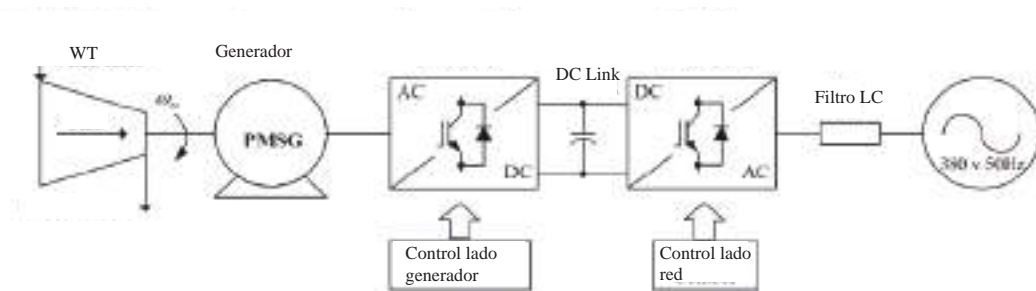 WT
Generador
DC Link
Filtro LC
AC
DC
DC
AC
ωm
PMSG
380 v 50Hz
Control lado
generador
Control lado
red